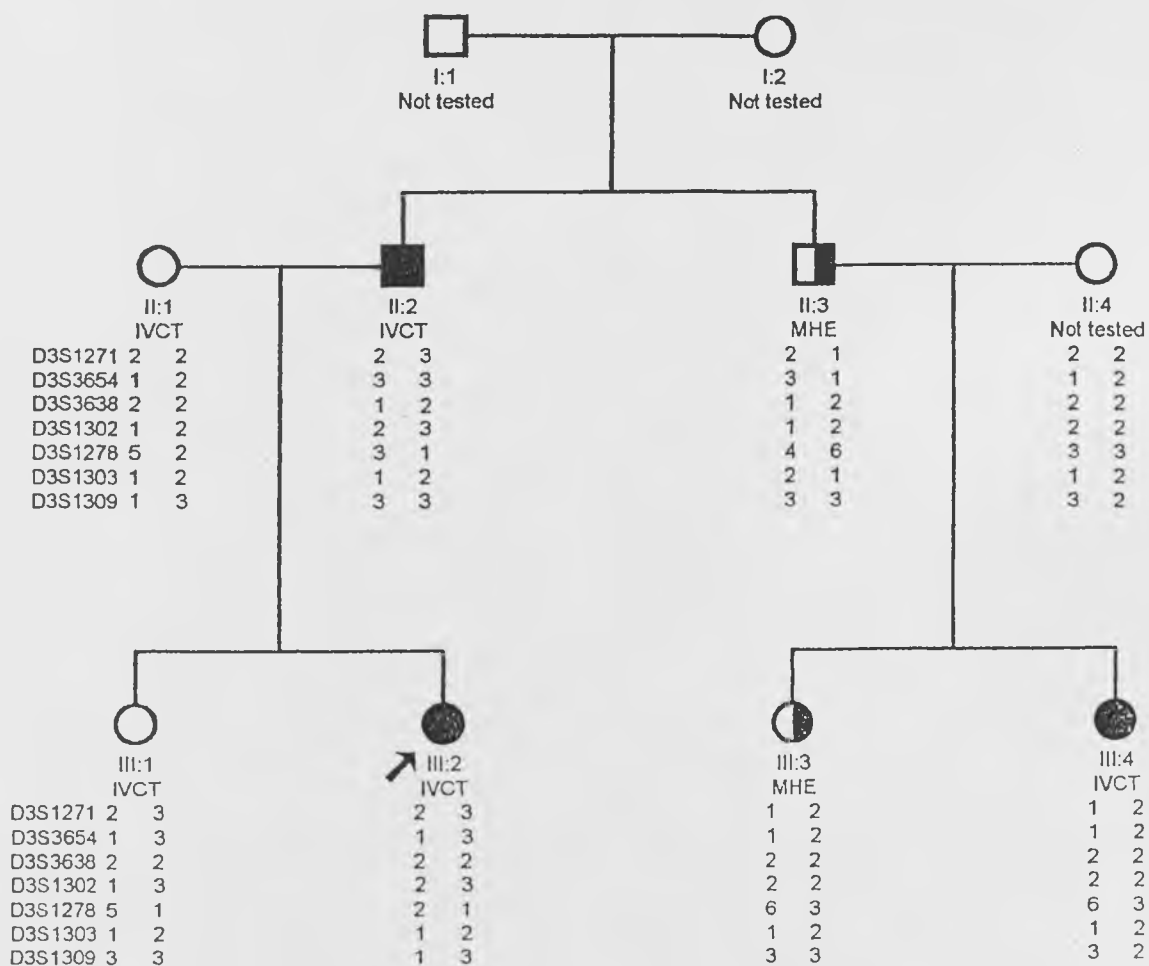 I:1 I:2
Not tested Not tested
II:1 II:2 II:3 II:4
IVCT IVCT MHE Not tested
D3S1271 2 2 2 3 2 1 2 2
D3S3654 1 2 3 3 3 1 1 2
D3S3638 2 2 1 2 1 2 2 2
D3S1302 1 2 2 3 1 2 2 2
D3S1278 5 2 3 1 4 6 3 3
D3S1303 1 2 1 2 2 1 1 2
D3S1309 1 3 3 3 3 3 3 2
III:1 III:2 III:3 III:4
IVCT IVCT MHE IVCT
D3S1271 2 3 2 3 1 2 1 2
D3S3654 1 3 1 3 1 2 1 2
D3S3638 2 2 2 2 2 2 2 2
D3S1302 1 3 2 3 2 2 2 2
D3S1278 5 1 2 1 6 3 6 3
D3S1303 1 2 1 2 1 2 1 2
D3S1309 3 3 1 3 3 3 3 2